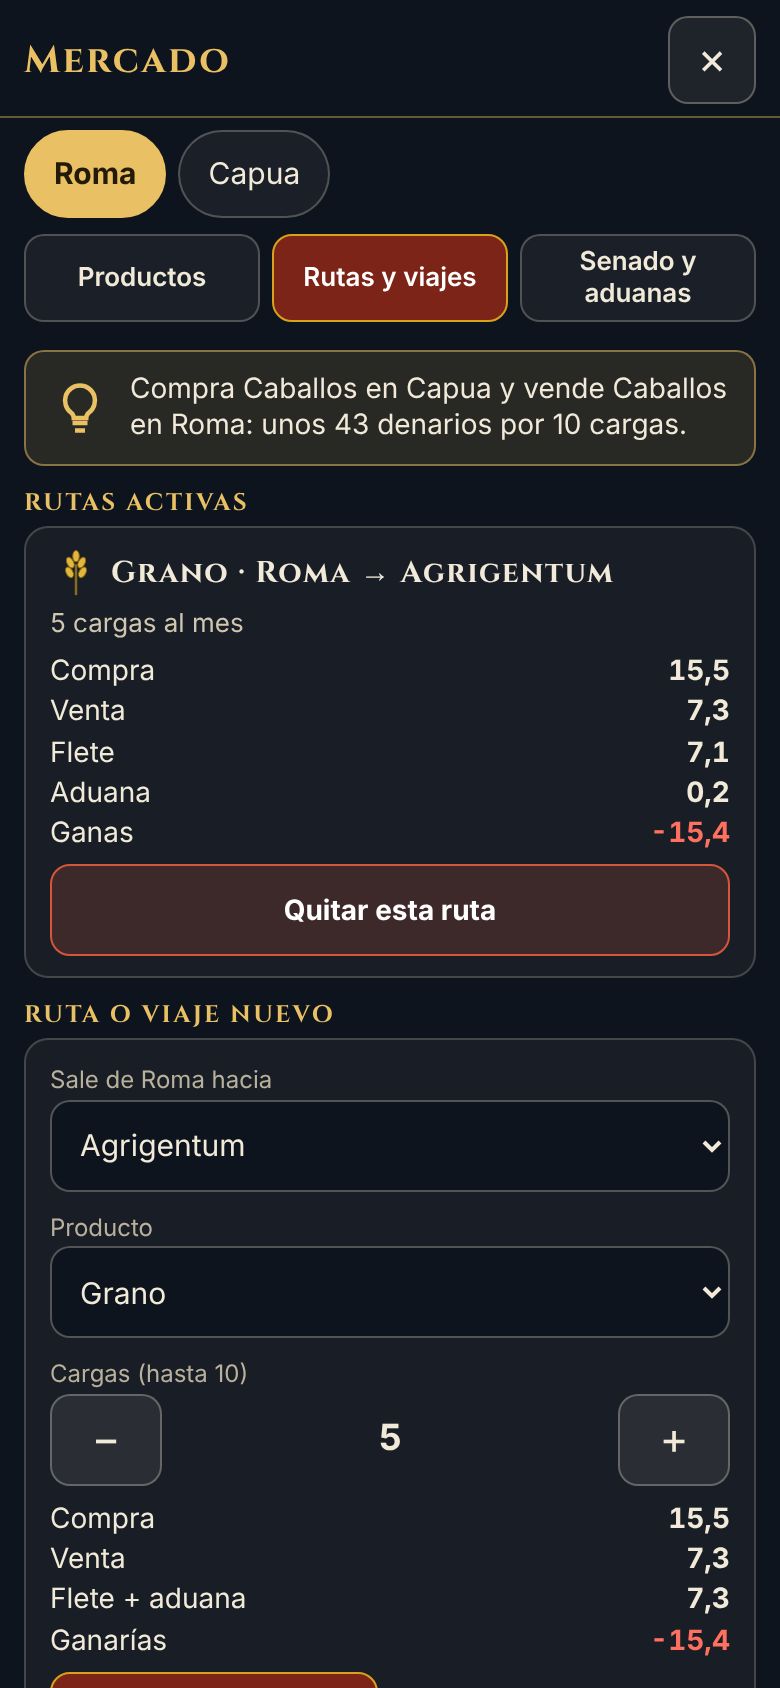 Mercado
×
Roma
Capua
Productos
Rutas y viajes
Senado y
aduanas
Compra Caballos en Capua y vende Caballos
en Roma: unos 43 denarios por 10 cargas.
RUTAS ACTIVAS
Grano · Roma → Agrigentum
5 cargas al mes
Compra 15,5
Venta 7,3
Flete 7,1
Aduana 0,2
Ganas -15,4
Quitar esta ruta
RUTA O VIAJE NUEVO
Sale de Roma hacia
Agrigentum
Producto
Grano
Cargas (hasta 10)
− 5 +
Compra 15,5
Venta 7,3
Flete + aduana 7,3
Ganarías -15,4